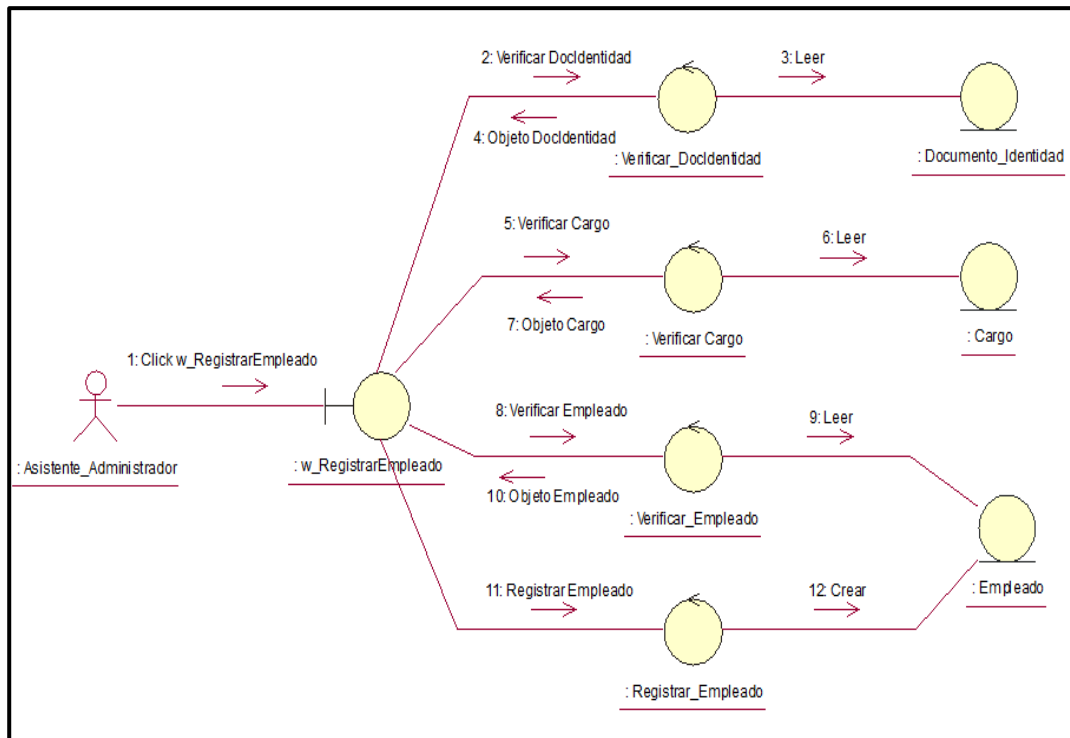 2: Verificar DocIdentidad
3: Leer
4: Objeto DocIdentidad
: Verificar_DocIdentidad
: Documento_Identidad
5: Verificar Cargo
6: Leer
7: Objeto Cargo
: Verificar Cargo
: Cargo
1: Click w_RegistrarEmpleado
: Asistente_Administrador
: w_RegistrarEmpleado
8: Verificar Empleado
9: Leer
10: Objeto Empleado
: Verificar_Empleado
: Empleado
11: Registrar Empleado
12: Crear
: Registrar_Empleado